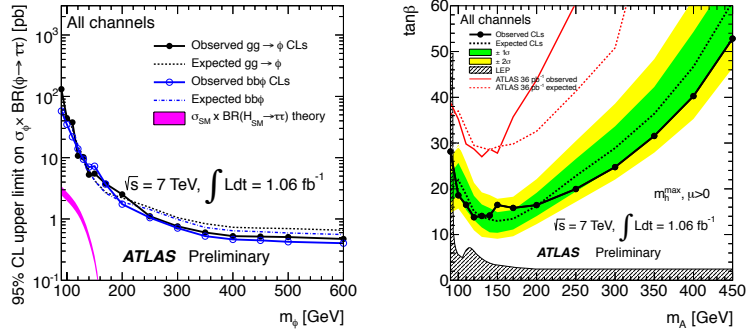 All channels
Observed gg → ϕ CLs
Expected gg → ϕ
Observed bbϕ CLs
Expected bbϕ
σSM x BR(HSM→ττ) theory
√s = 7 TeV, ∫ Ldt = 1.06 fb⁻¹
ATLAS Preliminary
95% CL upper limit on σϕ× BR(ϕ→ ττ) [pb]
10³
10²
10
1
10⁻¹
100 200 300 400 500 600
mϕ [GeV]
All channels
Observed CLs
Expected CLs
± 1σ
± 2σ
LEP
ATLAS 36 pb⁻¹ observed
ATLAS 36 pb⁻¹ expected
mhmax, μ>0
√s = 7 TeV, ∫ Ldt = 1.06 fb⁻¹
ATLAS Preliminary
tanβ
60
50
40
30
20
10
0
100 150 200 250 300 350 400 450
mA [GeV]